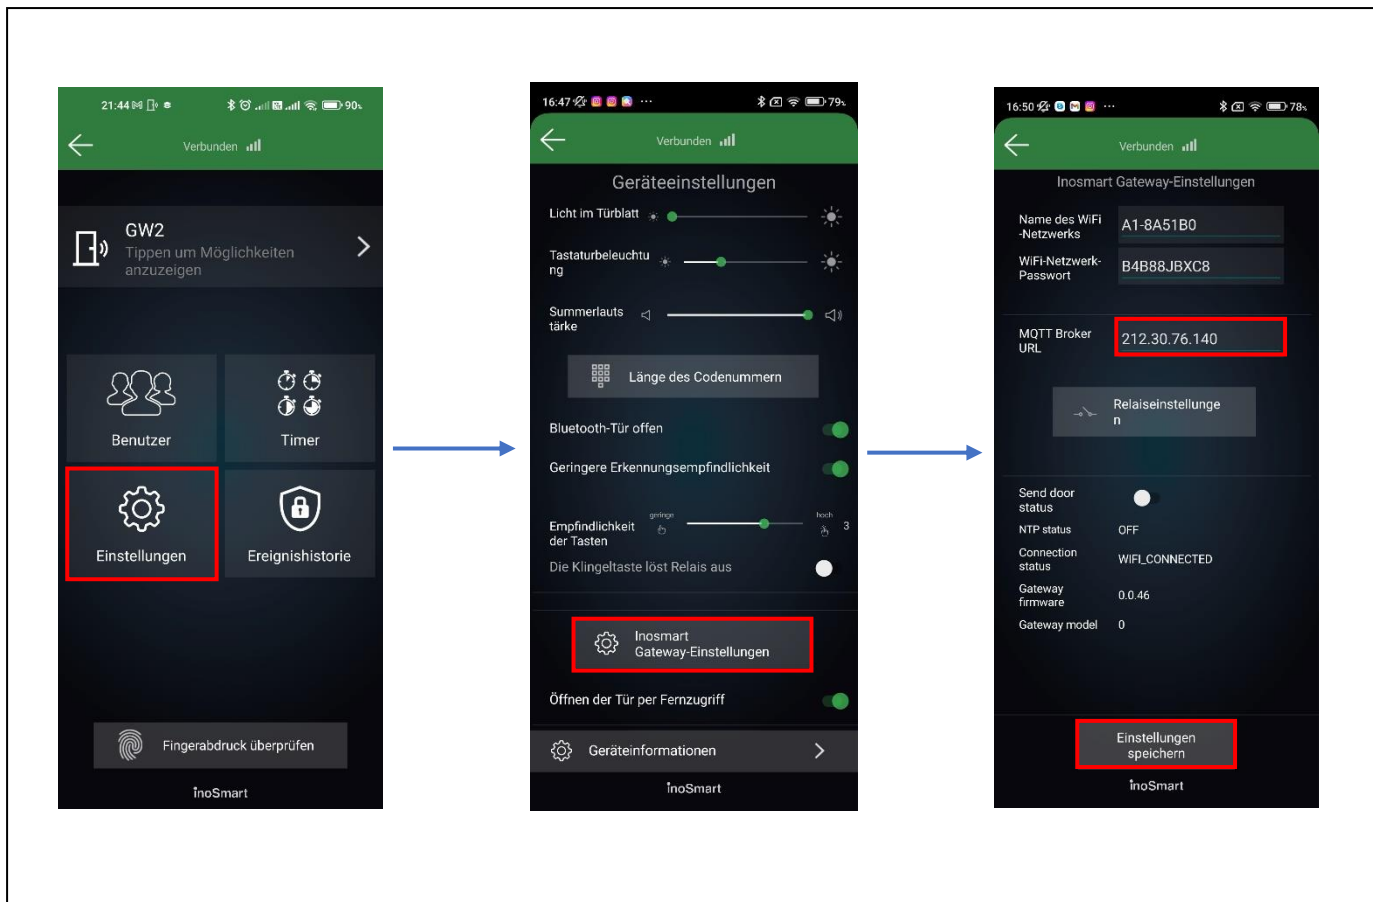 21:44
90%
Verbunden
GW2
Tippen um Möglichkeiten
anzuzeigen
Benutzer
Timer
Einstellungen
Ereignishistorie
Fingerabdruck überprüfen
inoSmart
16:47
79%
Verbunden
Geräteeinstellungen
Licht im Türblatt
Tastaturbeleuchtu
ng
Summerlauts
tärke
Länge des Codenummern
Bluetooth-Tür offen
Geringere Erkennungsempfindlichkeit
geringe
hoch
Empfindlichkeit
3
der Tasten
Die Klingeltaste löst Relais aus
Inosmart
Gateway-Einstellungen
Öffnen der Tür per Fernzugriff
Geräteinformationen
inoSmart
16:50
78%
Verbunden
Inosmart Gateway-Einstellungen
Name des WiFi
-Netzwerks
A1-8A51B0
WiFi-Netzwerk-
Passwort
B4B88JBXC8
MQTT Broker
URL
212.30.76.140
Relaiseinstellunge
n
Send door
status
NTP status
OFF
Connection
status
WIFI_CONNECTED
Gateway
firmware
0.0.46
Gateway model
0
Einstellungen
speichern
inoSmart